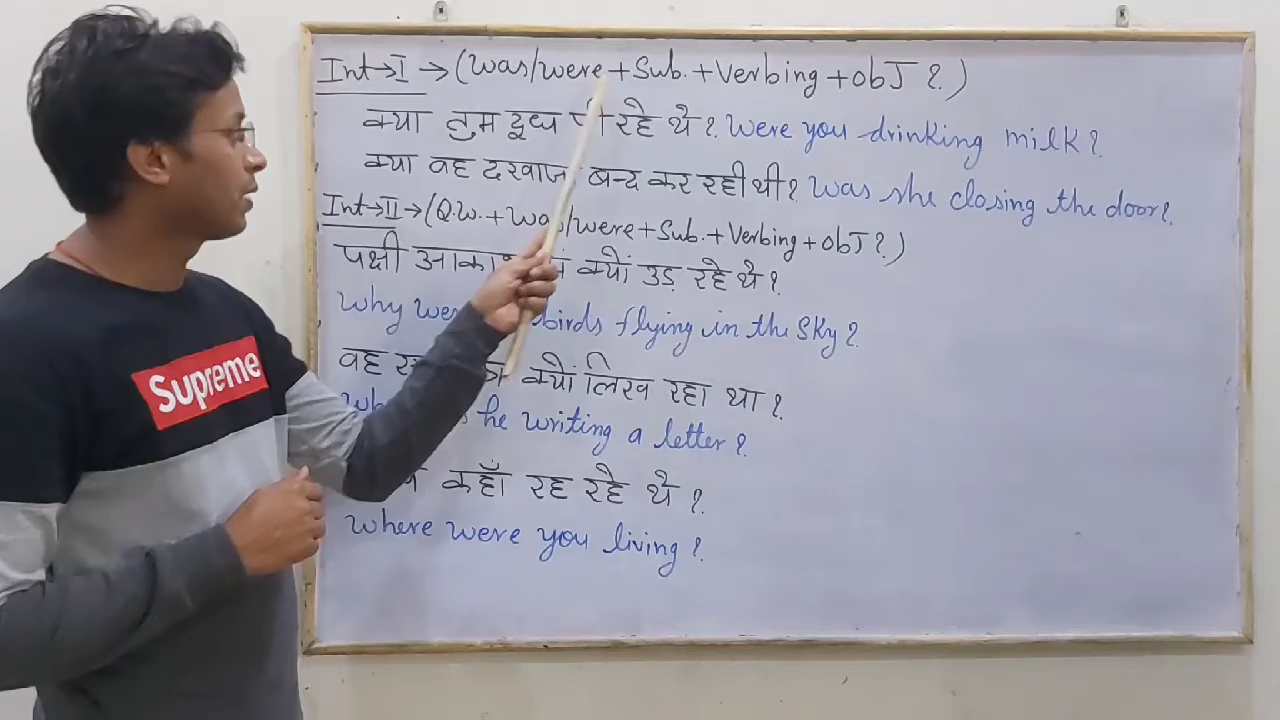 Int→I → (Was/were + Sub. + Verbing + obJ ?)
क्या तुम दूध पी रहे थे? Were you drinking milk?
क्या वह दरवाजा बन्द कर रही थी? Was she closing the door?
Int→II → (Q.W. + Was/were + Sub. + Verbing + obJ ?)
पक्षी क्यों उड़ रहे थे?
Why birds flying in the Sky?
वह क्यों लिख रहा था?
he writing a letter?
कहाँ रह रहे थे?
Where were you living?
Supreme